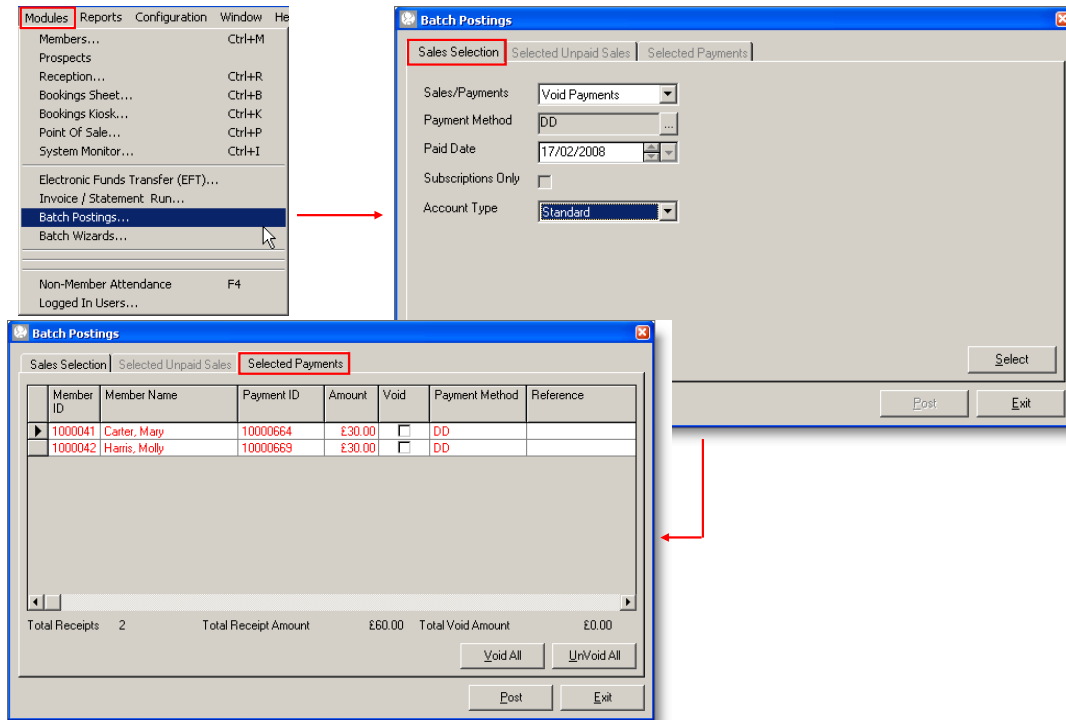 Modules Reports Configuration Window He
Members... Ctrl+M
Prospects
Reception... Ctrl+R
Bookings Sheet... Ctrl+B
Bookings Kiosk... Ctrl+K
Point Of Sale... Ctrl+P
System Monitor... Ctrl+I
Electronic Funds Transfer (EFT)...
Invoice / Statement Run...
Batch Postings...
Batch Wizards...
Non-Member Attendance F4
Logged In Users...
Batch Postings
Sales Selection Selected Unpaid Sales Selected Payments
Sales/Payments Void Payments
Payment Method DD ...
Paid Date 17/02/2008
Subscriptions Only
Account Type Standard
Select
Post Exit
Batch Postings
Sales Selection Selected Unpaid Sales Selected Payments
Member ID Member Name Payment ID Amount Void Payment Method Reference
1000041 Carter, Mary 10000664 £30.00 DD
1000042 Harris, Molly 10000669 £30.00 DD
Total Receipts 2 Total Receipt Amount £60.00 Total Void Amount £0.00
Void All UnVoid All
Post Exit